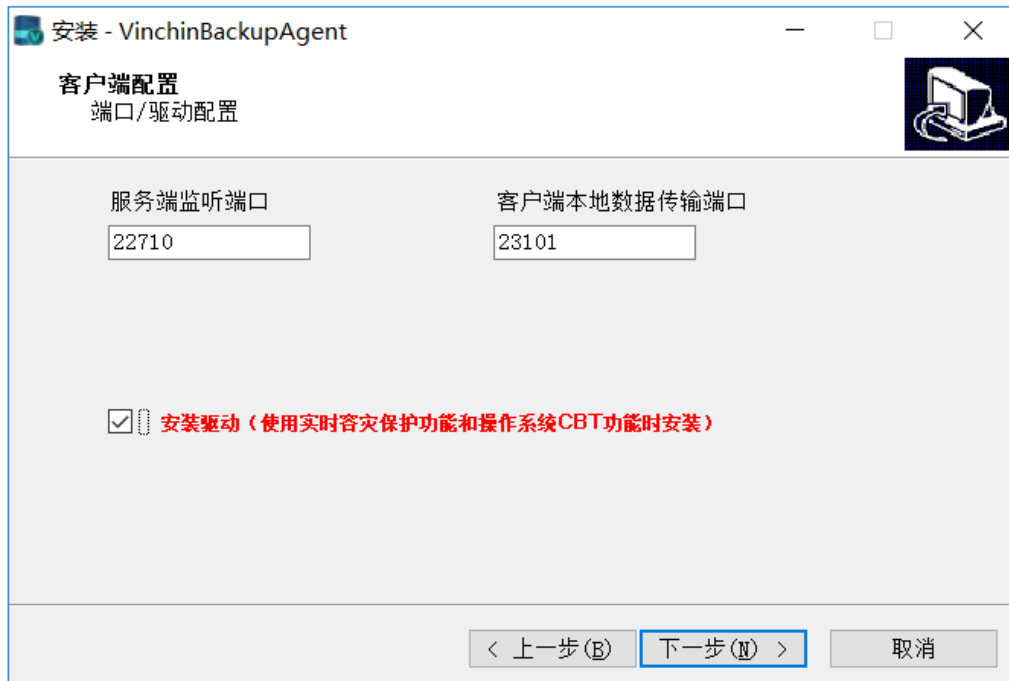 安装 - VinchinBackupAgent
客户端配置
端口/驱动配置
服务端监听端口 客户端本地数据传输端口
22710 23101
安装驱动（使用实时容灾保护功能和操作系统CBT功能时安装）
< 上一步(B) 下一步(N) > 取消